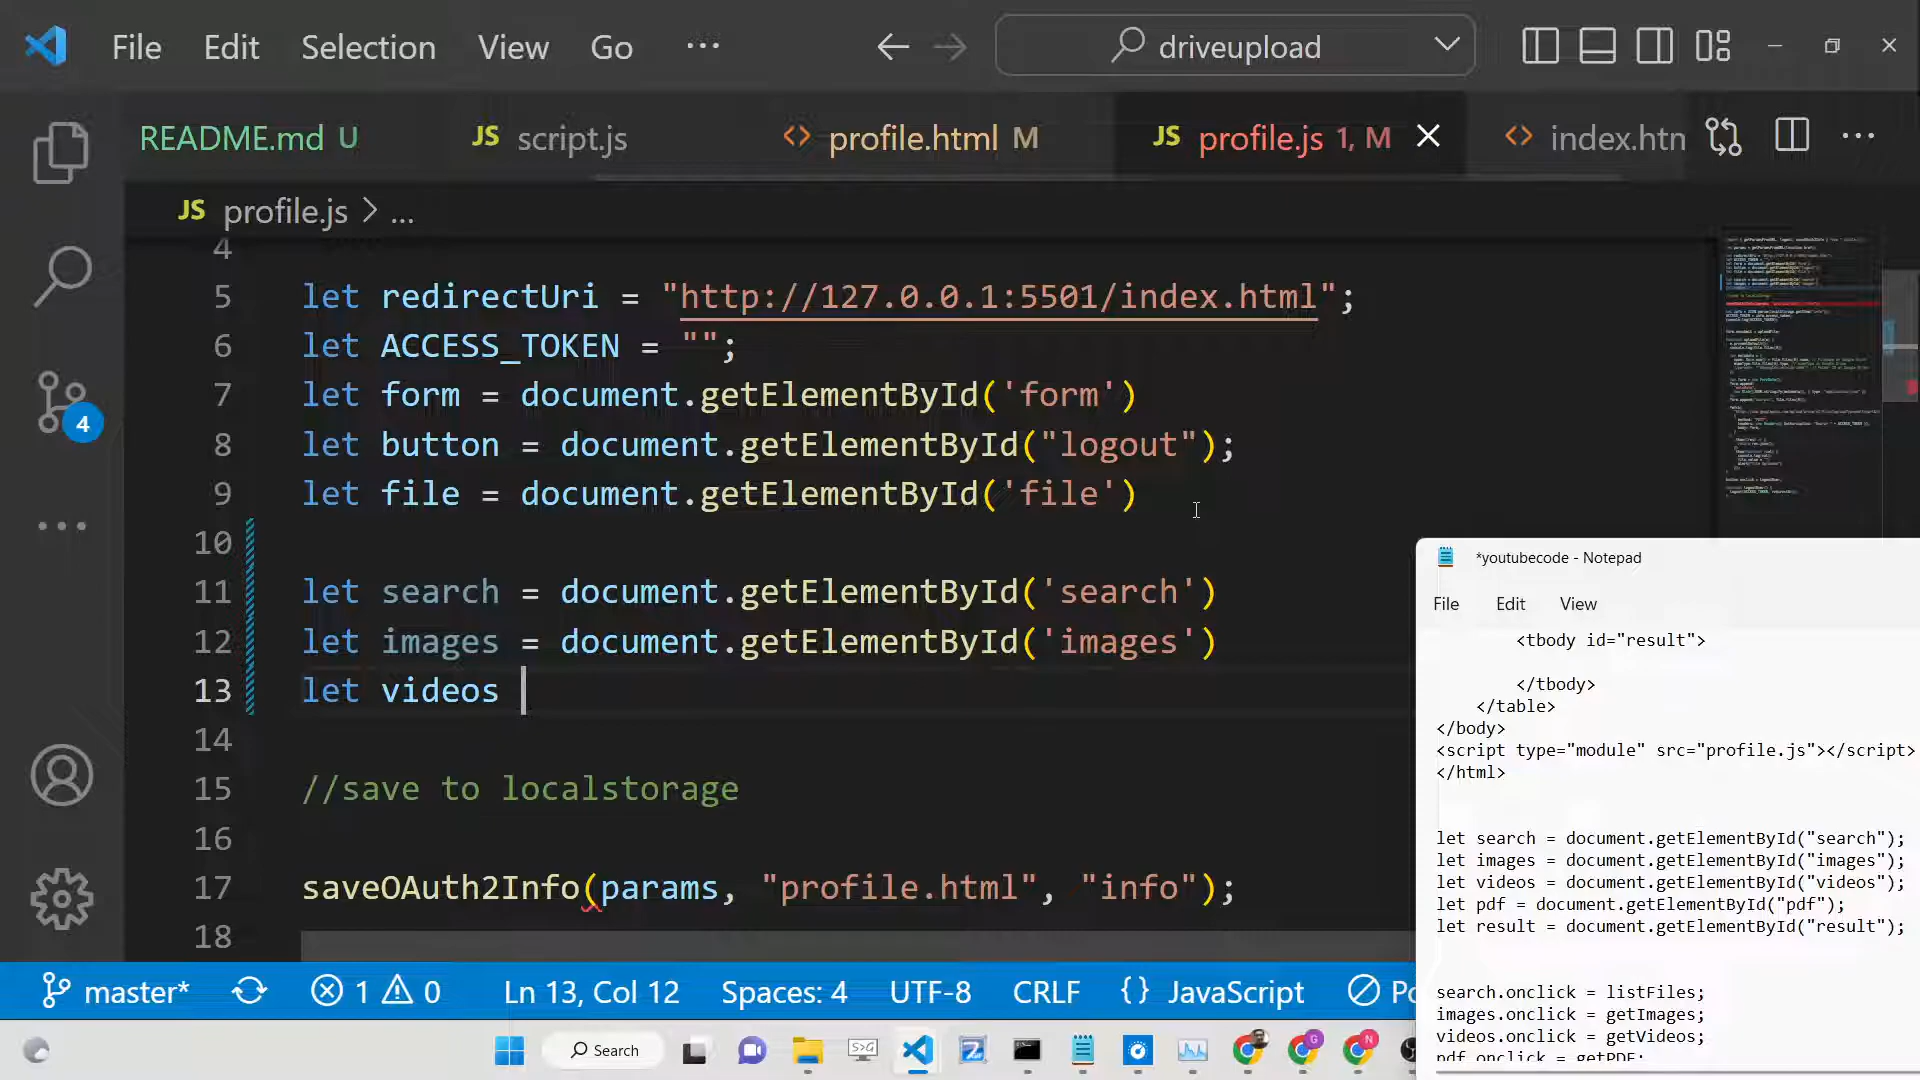 File Edit Selection View Go ... driveupload
README.md U JS script.js <> profile.html M JS profile.js 1, M <> index.htn
JS profile.js > ...
4
5 let redirectUri = "http://127.0.0.1:5501/index.html";
6 let ACCESS_TOKEN = "";
7 let form = document.getElementById('form')
8 let button = document.getElementById("logout");
9 let file = document.getElementById('file')
10
11 let search = document.getElementById('search')
12 let images = document.getElementById('images')
13 let videos
14
15 //save to localstorage
16
17 saveOAuth2Info(params, "profile.html", "info");
18
4
*youtubecode - Notepad
File Edit View
<tbody id="result">
</tbody>
</table>
</body>
<script type="module" src="profile.js"></script>
</html>
let search = document.getElementById("search");
let images = document.getElementById("images");
let videos = document.getElementById("videos");
let pdf = document.getElementById("pdf");
let result = document.getElementById("result");
search.onclick = listFiles;
images.onclick = getImages;
videos.onclick = getVideos;
pdf.onclick = getPDF;
master* 1 0 Ln 13, Col 12 Spaces: 4 UTF-8 CRLF {} JavaScript Po
Search